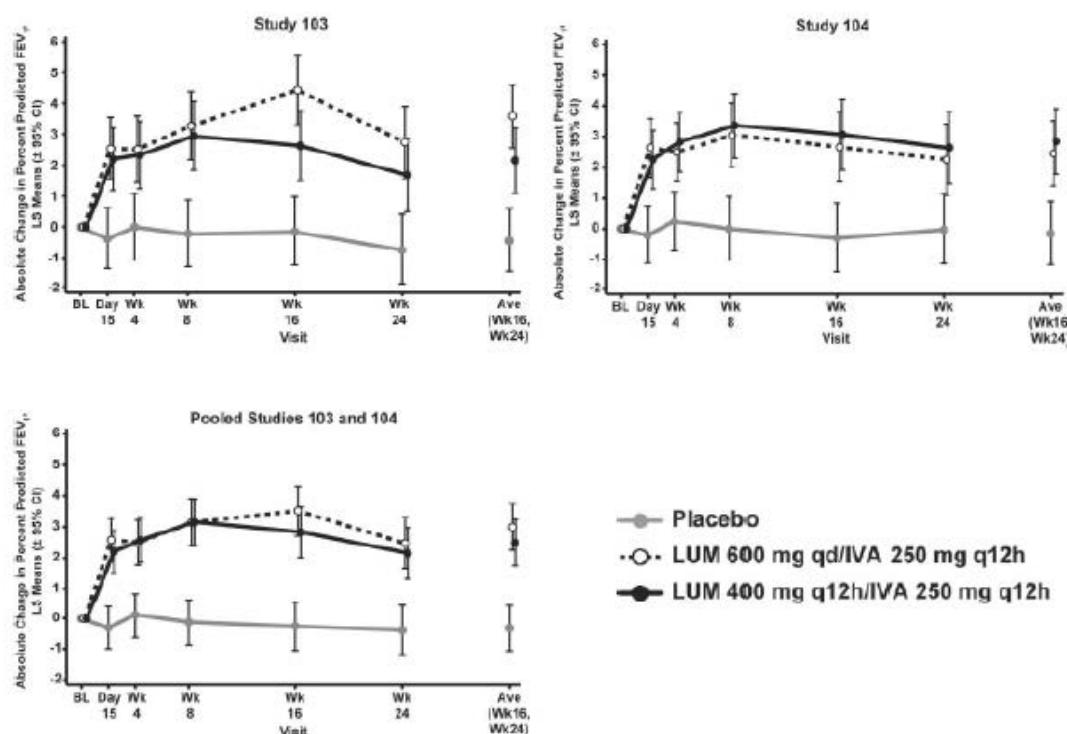 Study 103
Absolute Change in Percent Predicted FEV₁,
LS Means (± 95% CI)
6
5
4
3
2
1
0
-1
-2
BL Day 15 Wk 4 Wk 8 Wk 16 Wk 24 Ave (Wk16, Wk24)
Visit
Study 104
Absolute Change in Percent Predicted FEV₁,
LS Means (± 95% CI)
6
5
4
3
2
1
0
-1
-2
BL Day 15 Wk 4 Wk 8 Wk 16 Wk 24 Ave (Wk16, Wk24)
Visit
Pooled Studies 103 and 104
Absolute Change in Percent Predicted FEV₁,
LS Means (± 95% CI)
6
5
4
3
2
1
0
-1
-2
BL Day 15 Wk 4 Wk 8 Wk 16 Wk 24 Ave (Wk16, Wk24)
Visit
Placebo
LUM 600 mg qd/IVA 250 mg q12h
LUM 400 mg q12h/IVA 250 mg q12h